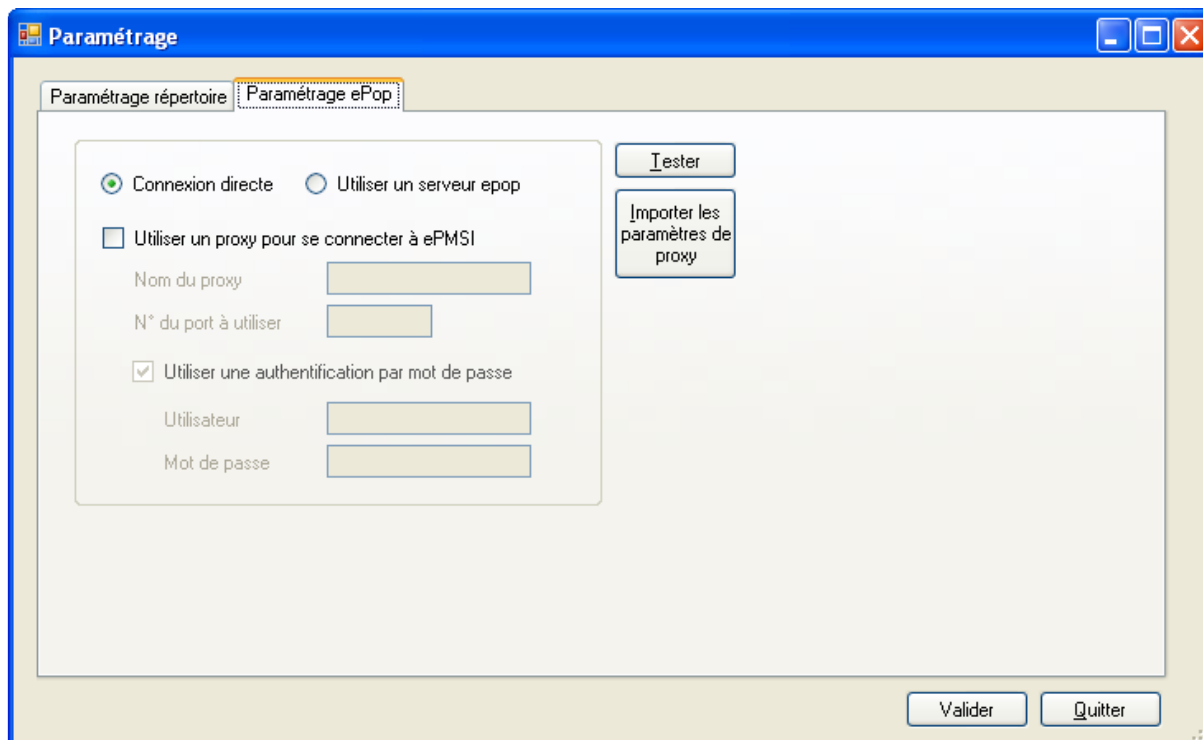 Paramétrage
Paramétrage répertoire
Paramétrage ePop
Connexion directe
Utiliser un serveur epop
Tester
Importer les
paramètres de
proxy
Utiliser un proxy pour se connecter à ePMSI
Nom du proxy
N° du port à utiliser
Utiliser une authentification par mot de passe
Utilisateur
Mot de passe
Valider
Quitter